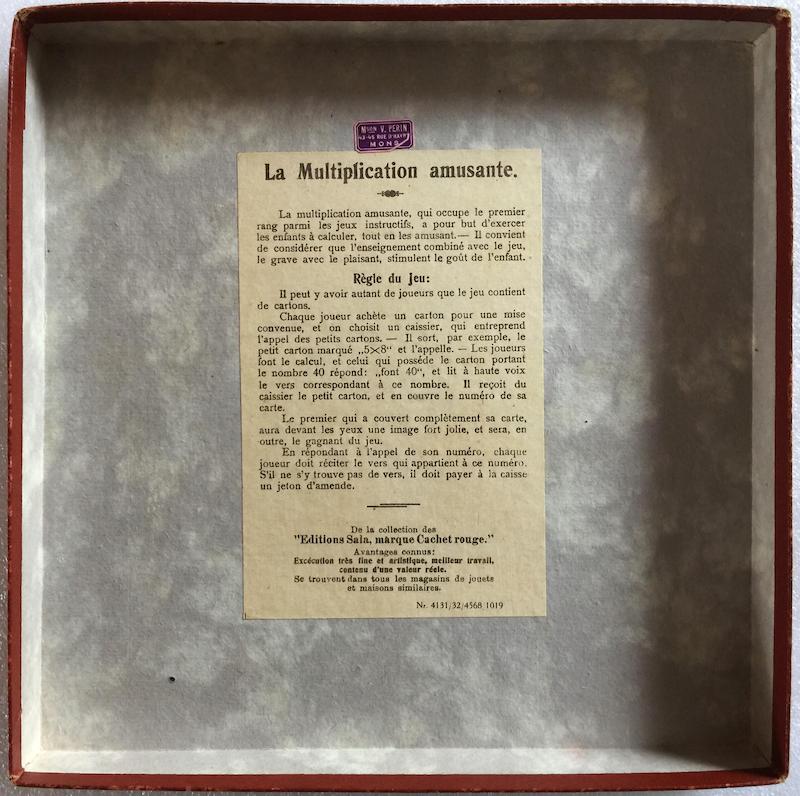 Mson V. PERIN
43-45 RUE D'HAVRÉ
MONS
La Multiplication amusante.
La multiplication amusante, qui occupe le premier
rang parmi les jeux instructifs, a pour but d'exercer
les enfants à calculer, tout en les amusant.— Il convient
de considérer que l'enseignement combiné avec le jeu,
le grave avec le plaisant, stimulent le goût de l'enfant.
Règle du Jeu:
Il peut y avoir autant de joueurs que le jeu contient
de cartons.
Chaque joueur achète un carton pour une mise
convenue, et on choisit un caissier, qui entreprend
l'appel des petits cartons. — Il sort, par exemple, le
petit carton marqué „5×8“ et l'appelle. — Les joueurs
font le calcul, et celui qui possède le carton portant
le nombre 40 répond: „font 40“, et lit à haute voix
le vers correspondant à ce nombre. Il reçoit du
caissier le petit carton, et en couvre le numéro de sa
carte.
Le premier qui a couvert complètement sa carte,
aura devant les yeux une image fort jolie, et sera, en
outre, le gagnant du jeu.
En répondant à l'appel de son numéro, chaque
joueur doit réciter le vers qui appartient à ce numéro.
S'il ne s'y trouve pas de vers, il doit payer à la caisse
un jeton d'amende.
De la collection des
"Editions Sala, marque Cachet rouge."
Avantages connus:
Excécution très fine et artistique, meilleur travail,
contenu d'une valeur réele.
Se trouvent dans tous les magasins de jouets
et maisons similaires.
Nr. 4131/32/4568 1019